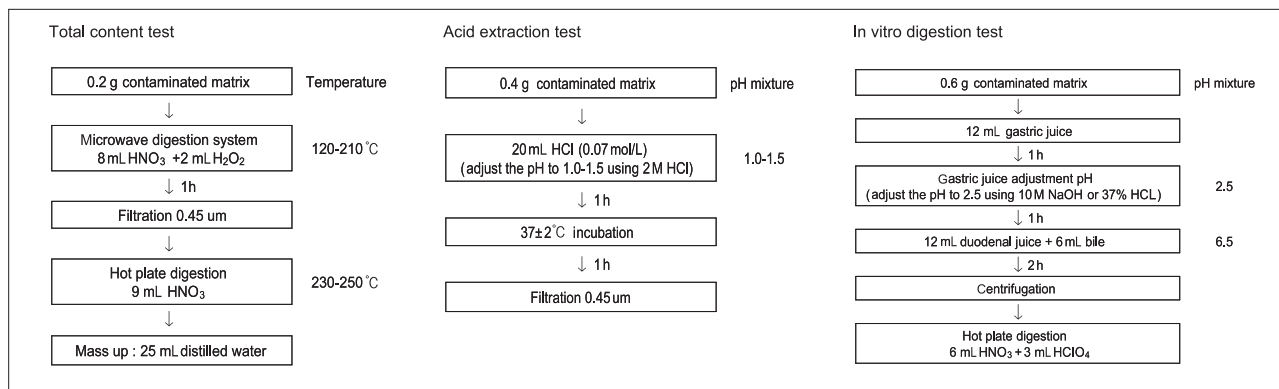 Total content test
0.2 g contaminated matrix
Temperature
Microwave digestion system
8 mL HNO₃ +2 mL H₂O₂
120-210 ℃
1h
Filtration 0.45 um
Hot plate digestion
9 mL HNO₃
230-250 ℃
Mass up : 25 mL distilled water
Acid extraction test
0.4 g contaminated matrix
pH mixture
20 mL HCl (0.07 mol/L)
(adjust the pH to 1.0-1.5 using 2 M HCl)
1.0-1.5
1h
37±2℃ incubation
1h
Filtration 0.45 um
In vitro digestion test
0.6 g contaminated matrix
pH mixture
12 mL gastric juice
1h
Gastric juice adjustment pH
(adjust the pH to 2.5 using 10 M NaOH or 37% HCL)
2.5
1h
12 mL duodenal juice + 6 mL bile
6.5
2h
Centrifugation
Hot plate digestion
6 mL HNO₃ + 3 mL HClO₄